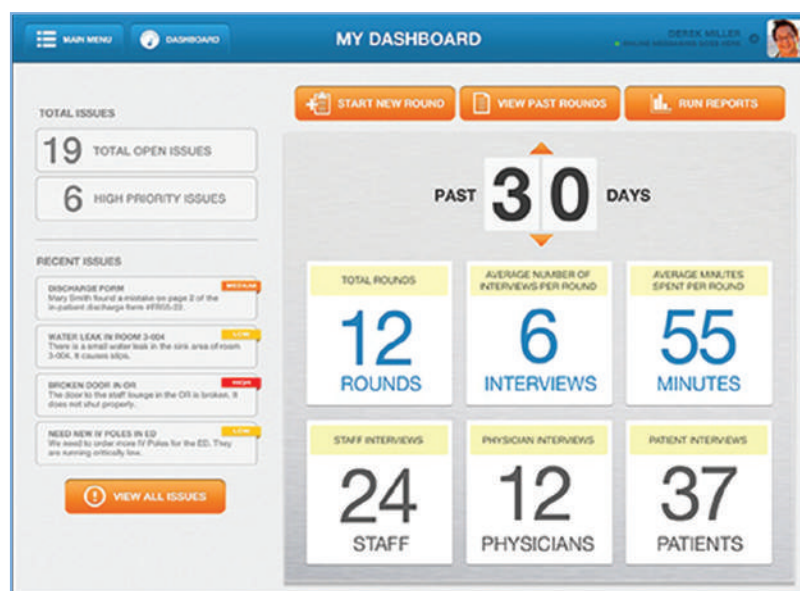 MAIN MENU
DASHBOARD
MY DASHBOARD
DEREK MILLER
TOTAL ISSUES
19 TOTAL OPEN ISSUES
6 HIGH PRIORITY ISSUES
RECENT ISSUES
DISCHARGE FORM
MEDIUM
Mary Smith found a mistake on page 2 of the
in-patient discharge form
WATER LEAK IN ROOM 3-004
LOW
There is a small water leak in the sink area of room
3-004. It causes slips.
BROKEN DOOR IN OR
HIGH
The door to the staff lounge in the OR is broken. It
does not shut properly.
NEED NEW IV POLES IN ED
LOW
We need to order more IV Poles for the ED. They
are running critically low.
VIEW ALL ISSUES
START NEW ROUND
VIEW PAST ROUNDS
RUN REPORTS
PAST 30 DAYS
TOTAL ROUNDS
12
ROUNDS
AVERAGE NUMBER OF
INTERVIEWS PER ROUND
6
INTERVIEWS
AVERAGE MINUTES
SPENT PER ROUND
55
MINUTES
STAFF INTERVIEWS
24
STAFF
PHYSICIAN INTERVIEWS
12
PHYSICIANS
PATIENT INTERVIEWS
37
PATIENTS